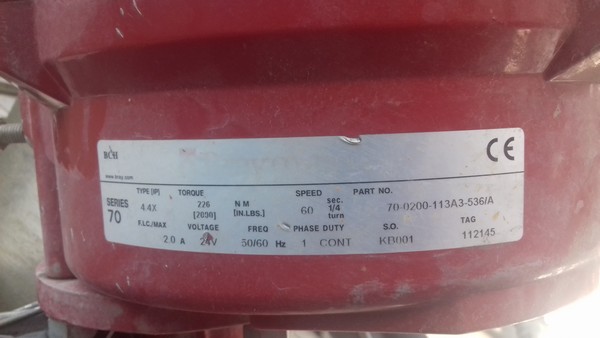 www.bray.com
CE
SERIES
70
TYPE [IP] TORQUE SPEED PART NO.
4.4X 226 N·M 60 sec. 1/4 turn 70-0200-113A3-536/A
[2000] [IN.LBS.]
F.L.C./MAX VOLTAGE FREQ PHASE DUTY S.O. TAG
2.0 A 24V 50/60 Hz 1 CONT KB001 112145